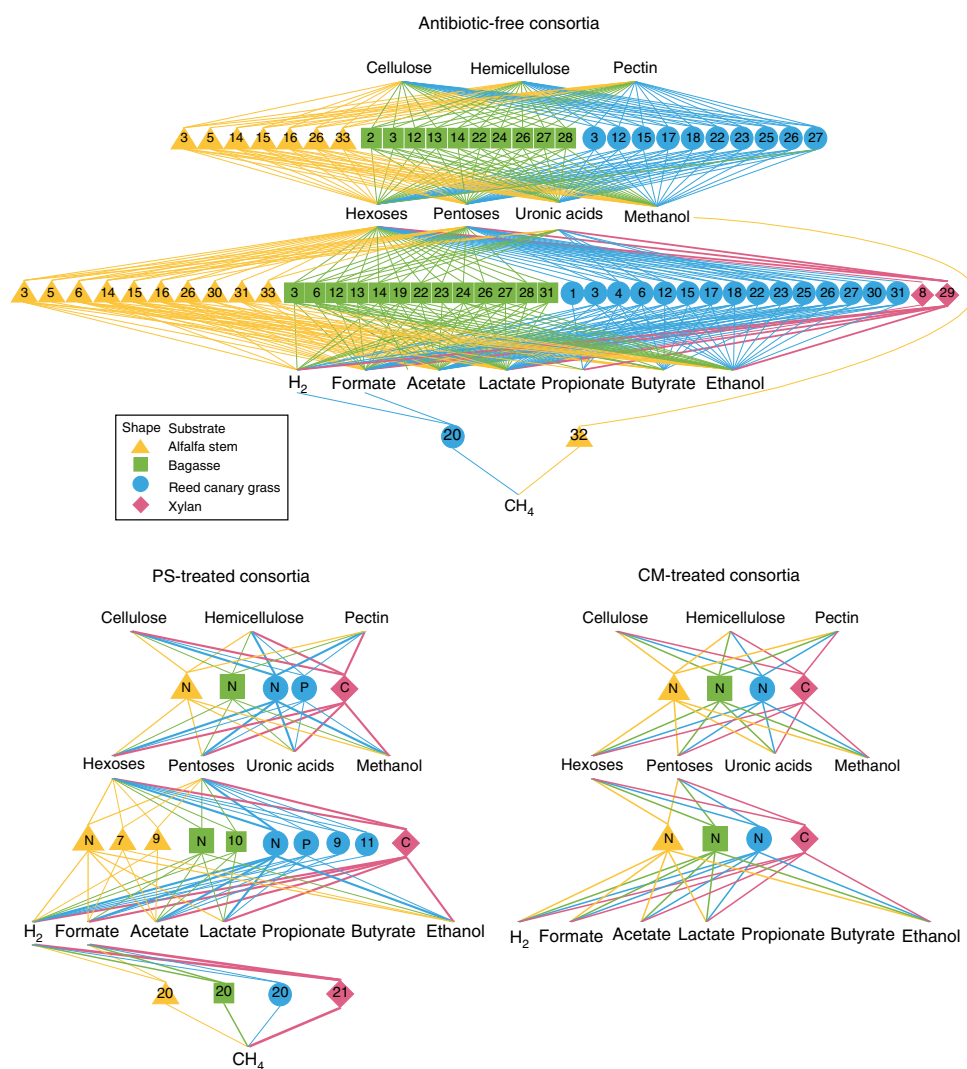 Antibiotic-free consortia
Cellulose Hemicellulose Pectin
3 5 14 15 16 26 33 2 3 12 13 14 22 24 26 27 28 3 12 15 17 18 22 23 25 26 27
Hexoses Pentoses Uronic acids Methanol
3 5 6 14 15 16 26 30 31 33 3 6 12 13 14 19 22 23 24 26 27 28 31 1 3 4 6 12 15 17 18 22 23 25 26 27 30 31 8 29
H₂ Formate Acetate Lactate Propionate Butyrate Ethanol
20 32
CH₄
Shape Substrate
Alfalfa stem
Bagasse
Reed canary grass
Xylan
PS-treated consortia
Cellulose Hemicellulose Pectin
N N N P C
Hexoses Pentoses Uronic acids Methanol
N 7 9 N 10 N P 9 11 C
H₂ Formate Acetate Lactate Propionate Butyrate Ethanol
20 20 20 21
CH₄
CM-treated consortia
Cellulose Hemicellulose Pectin
N N N C
Hexoses Pentoses Uronic acids Methanol
N N N C
H₂ Formate Acetate Lactate Propionate Butyrate Ethanol